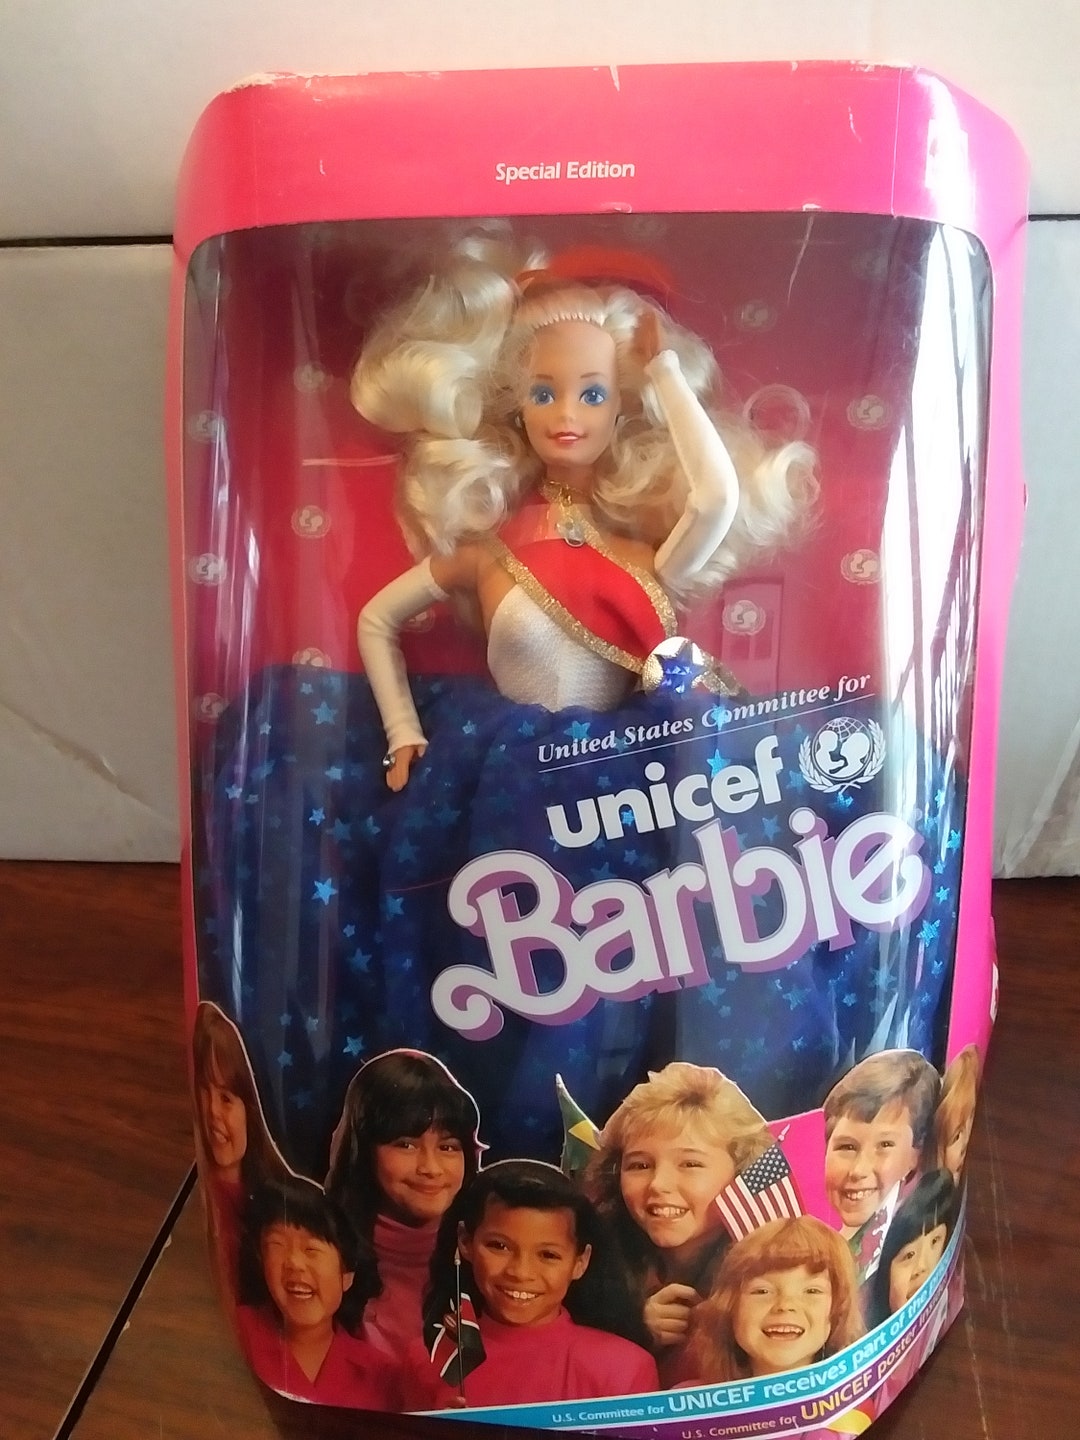 Special Edition
United States Committee for
unicef
Barbie
U.S. Committee for UNICEF receives part of the
U.S. Committee for UNICEF poster